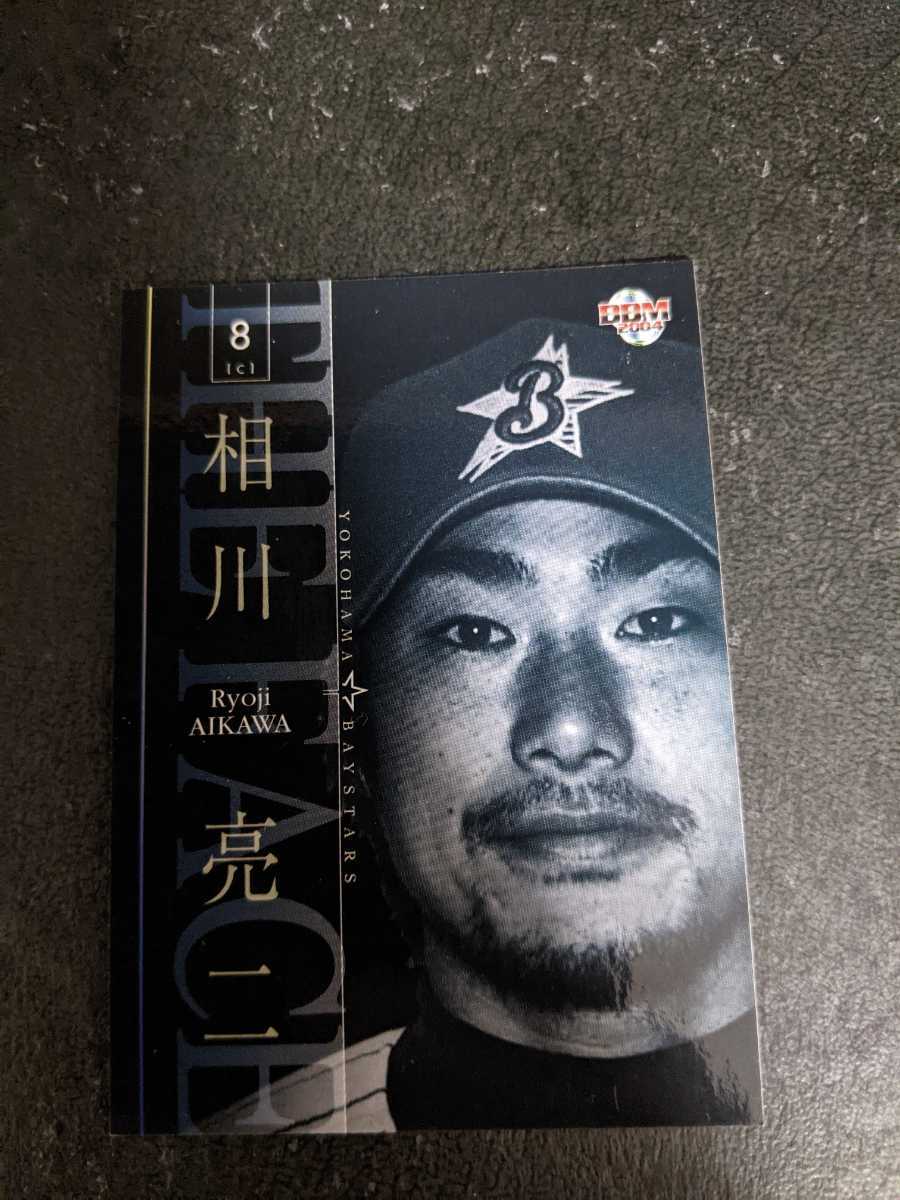 8
(c)
相川亮二
Ryoji
AIKAWA
THE FACE
YOKOHAMA BAYSTARS
B
BBM
2004